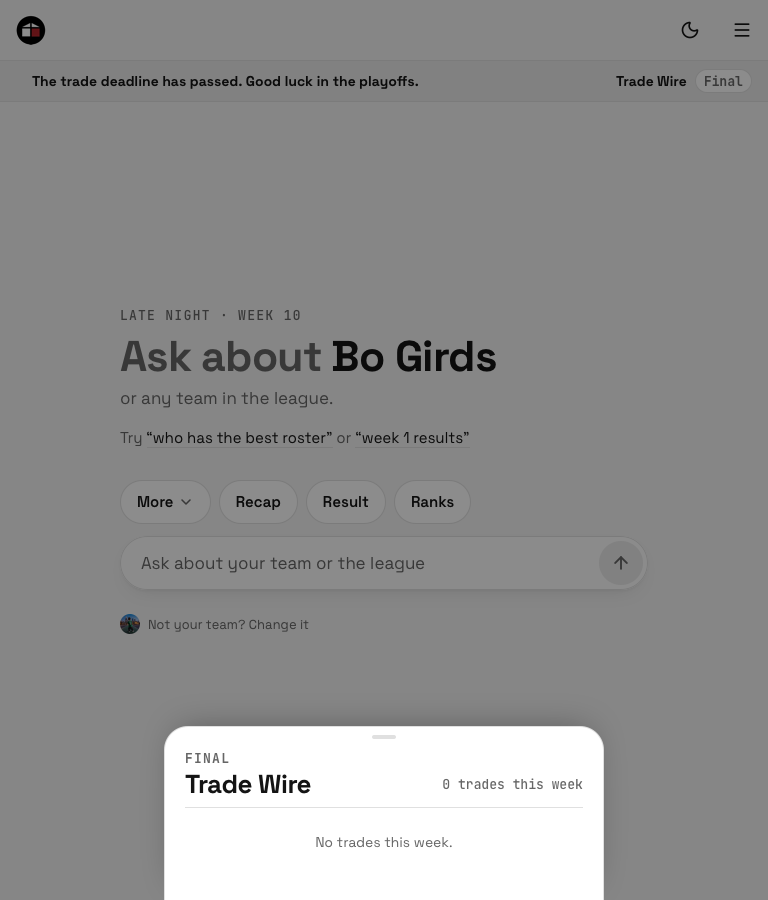 The trade deadline has passed. Good luck in the playoffs.
Trade Wire Final
LATE NIGHT · WEEK 10
Ask about Bo Girds
or any team in the league.
Try “who has the best roster” or “week 1 results”
More Recap Result Ranks
Ask about your team or the league
Not your team? Change it
FINAL
Trade Wire 0 trades this week
No trades this week.